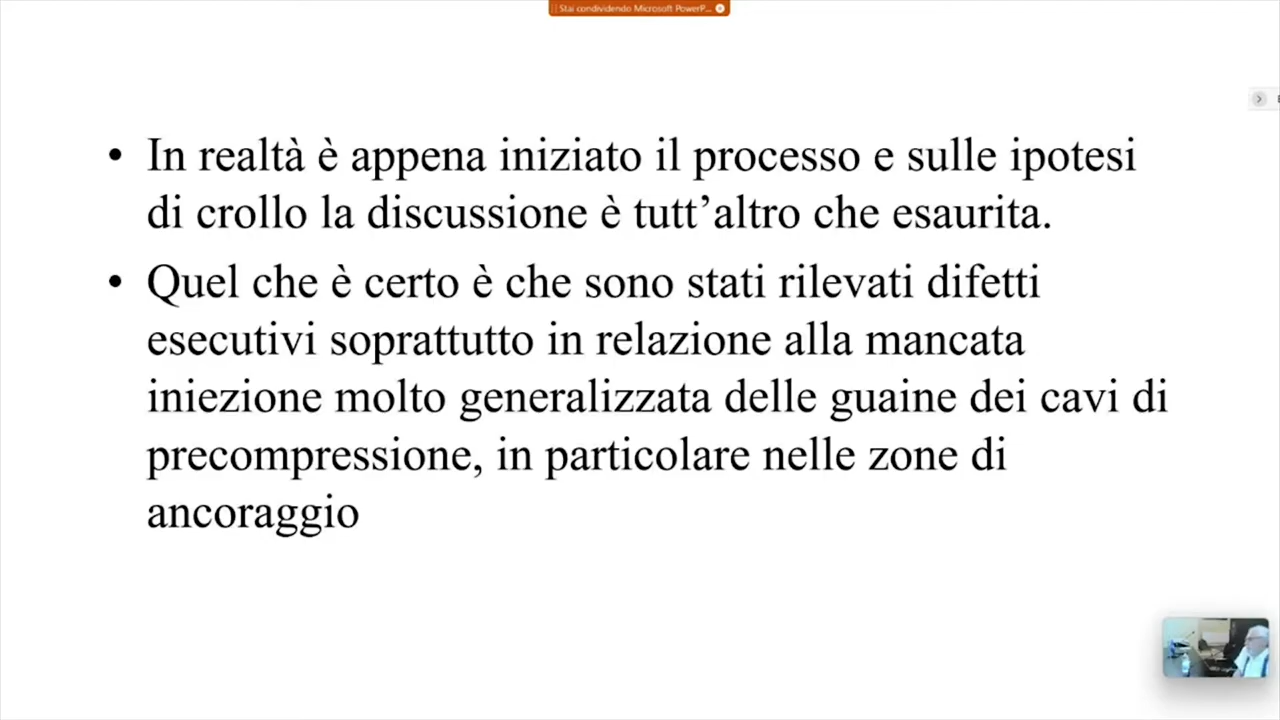 Stai condividendo Microsoft PowerP...
• In realtà è appena iniziato il processo e sulle ipotesi
di crollo la discussione è tutt’altro che esaurita.
• Quel che è certo è che sono stati rilevati difetti
esecutivi soprattutto in relazione alla mancata
iniezione molto generalizzata delle guaine dei cavi di
precompressione, in particolare nelle zone di
ancoraggio